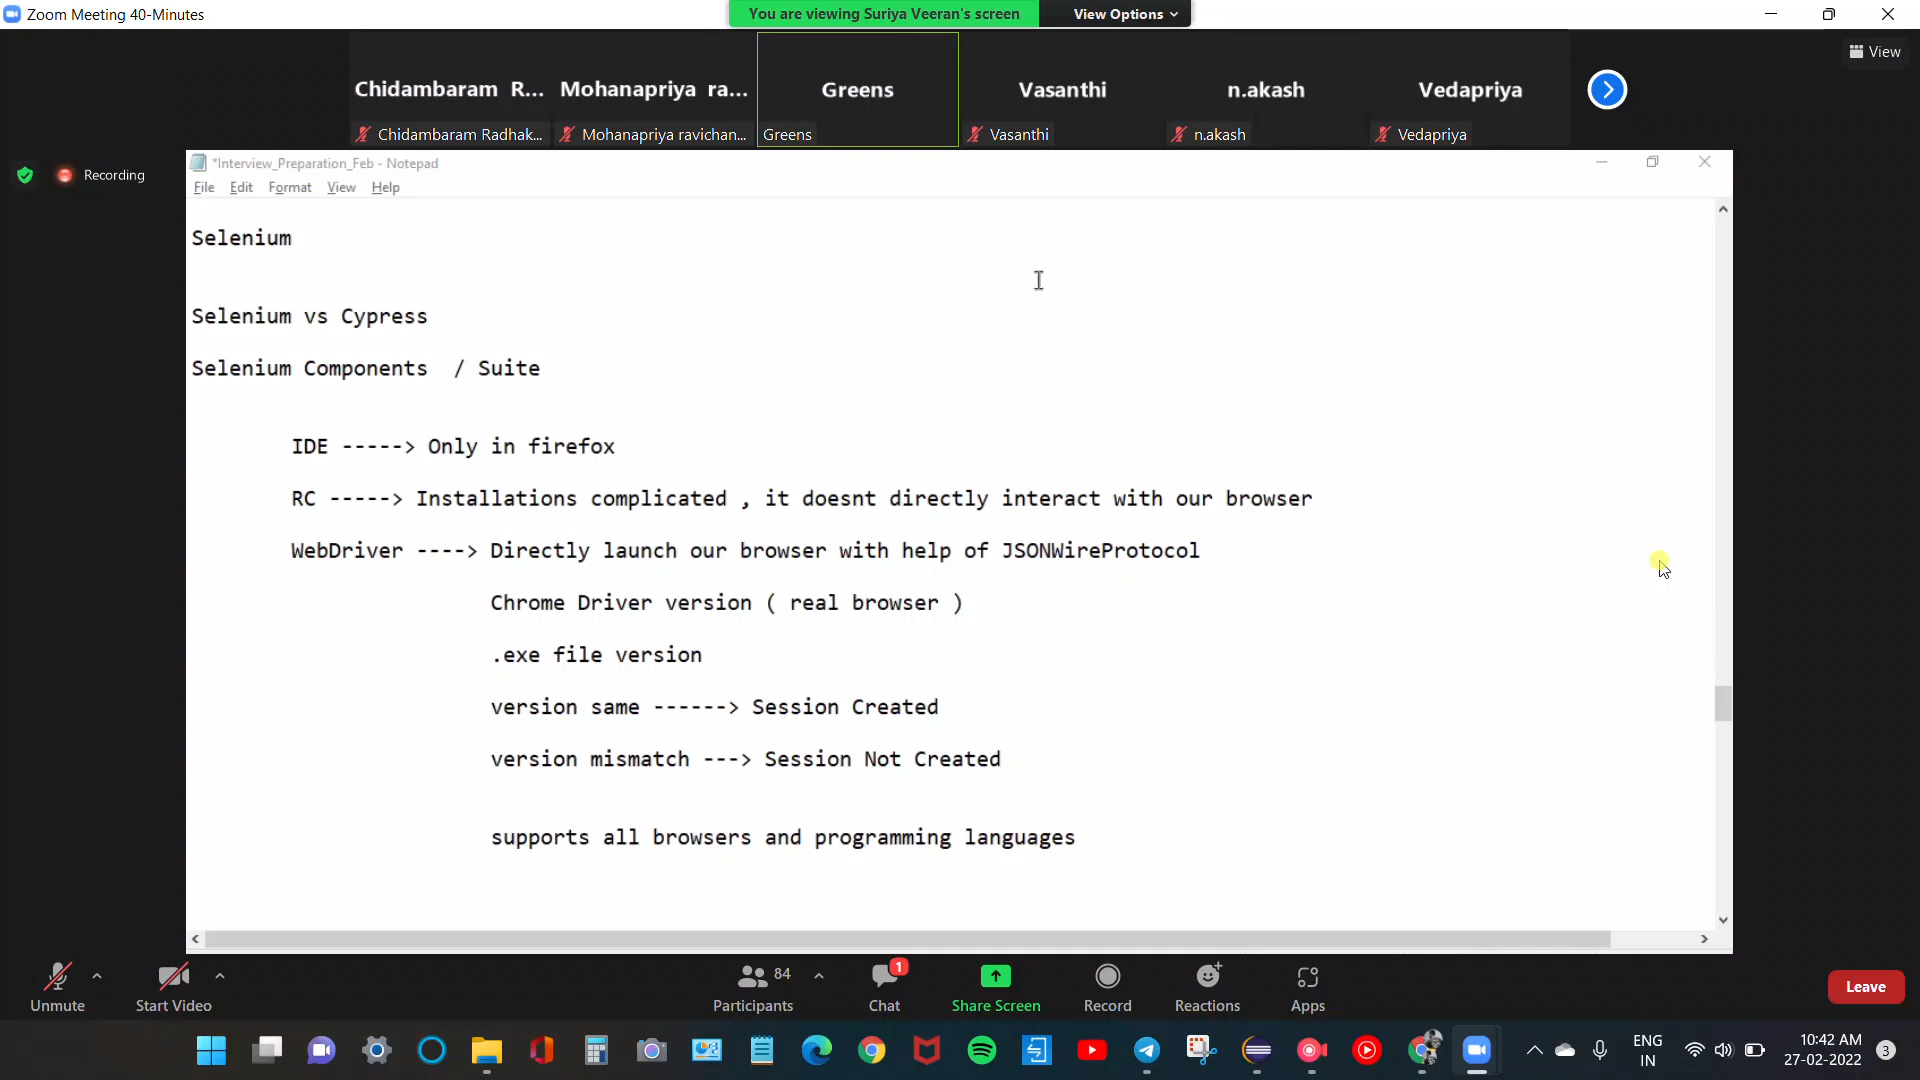 Zoom Meeting 40-Minutes
You are viewing Suriya Veeran's screen
View Options
View
Chidambaram R...
Mohanapriya ra...
Greens
Vasanthi
n.akash
Vedapriya
Chidambaram Radhak...
Mohanapriya ravichan...
Greens
Vasanthi
n.akash
Vedapriya
Recording
*Interview_Preparation_Feb - Notepad
File Edit Format View Help
Selenium
Selenium vs Cypress
Selenium Components / Suite
IDE -----> Only in firefox
RC -----> Installations complicated , it doesnt directly interact with our browser
WebDriver ----> Directly launch our browser with help of JSONWireProtocol
Chrome Driver version ( real browser )
.exe file version
version same ------> Session Created
version mismatch ---> Session Not Created
supports all browsers and programming languages
Unmute
Start Video
84
Participants
1
Chat
Share Screen
Record
Reactions
Apps
Leave
ENG
IN
10:42 AM
27-02-2022
3